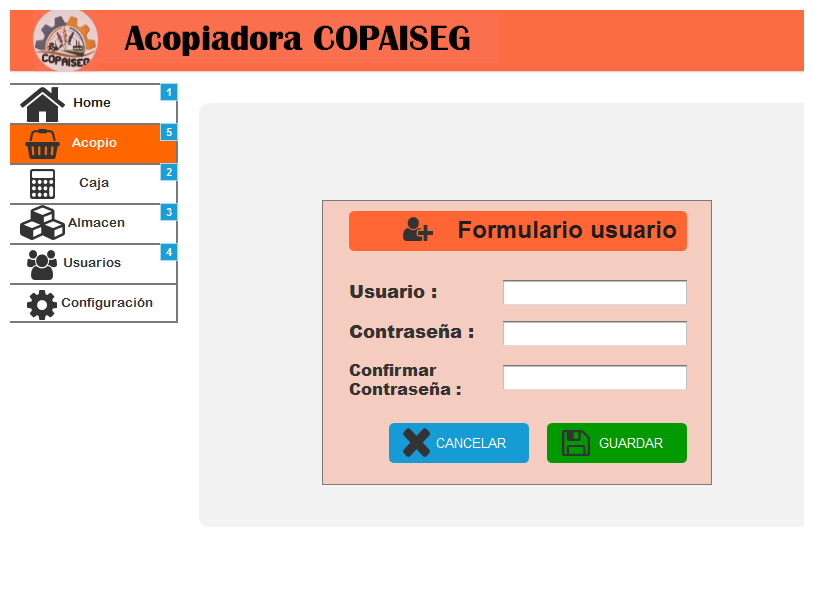 Acopiadora COPAISEG
COPAISEG
Home
1
Acopio
5
Caja
2
Almacen
3
Usuarios
4
Configuración
Formulario usuario
Usuario :
Contraseña :
Confirmar
Contraseña :
CANCELAR
GUARDAR